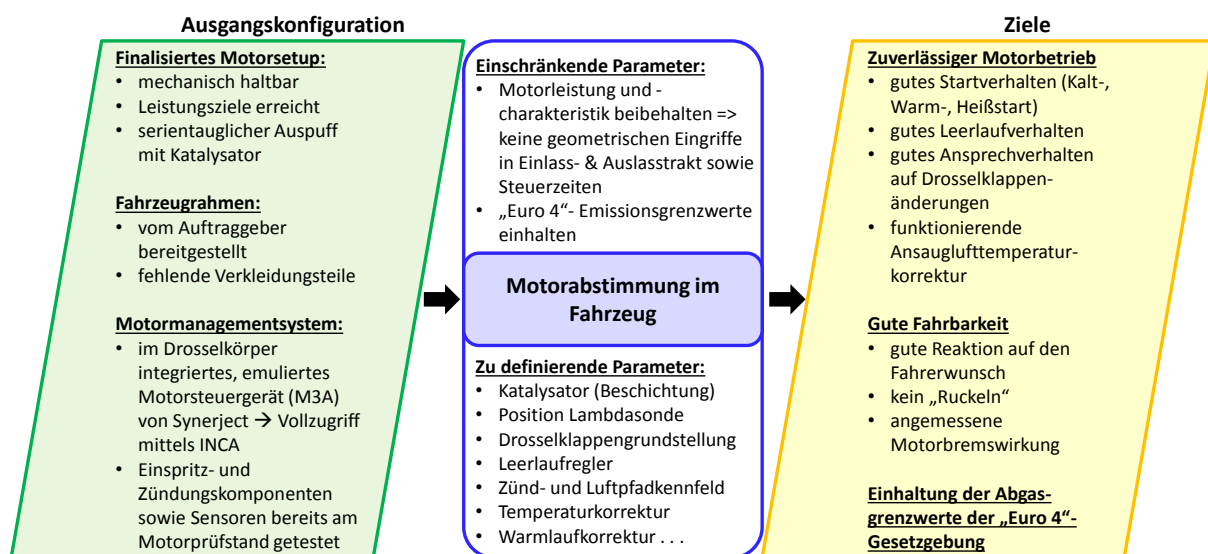 Ausgangskonfiguration
Finalisiertes Motorsetup:
• mechanisch haltbar
• Leistungsziele erreicht
• serientauglicher Auspuff
mit Katalysator
Fahrzeugrahmen:
• vom Auftraggeber
bereitgestellt
• fehlende Verkleidungsteile
Motormanagementsystem:
• im Drosselkörper
integriertes, emuliertes
Motorsteuergerät (M3A)
von Synerject → Vollzugriff
mittels INCA
• Einspritz- und
Zündungskomponenten
sowie Sensoren bereits am
Motorprüfstand getestet
Einschränkende Parameter:
• Motorleistung und -
charakteristik beibehalten =>
keine geometrischen Eingriffe
in Einlass- & Auslasstrakt sowie
Steuerzeiten
• „Euro 4“- Emissionsgrenzwerte
einhalten
Motorabstimmung im
Fahrzeug
Zu definierende Parameter:
• Katalysator (Beschichtung)
• Position Lambdasonde
• Drosselklappengrundstellung
• Leerlaufregler
• Zünd- und Luftpfadkennfeld
• Temperaturkorrektur
• Warmlaufkorrektur . . .
Ziele
Zuverlässiger Motorbetrieb
• gutes Startverhalten (Kalt-,
Warm-, Heißstart)
• gutes Leerlaufverhalten
• gutes Ansprechverhalten
auf Drosselklappen-
änderungen
• funktionierende
Ansauglufttemperatur-
korrektur
Gute Fahrbarkeit
• gute Reaktion auf den
Fahrerwunsch
• kein „Ruckeln“
• angemessene
Motorbremswirkung
Einhaltung der Abgas-
grenzwerte der „Euro 4“-
Gesetzgebung